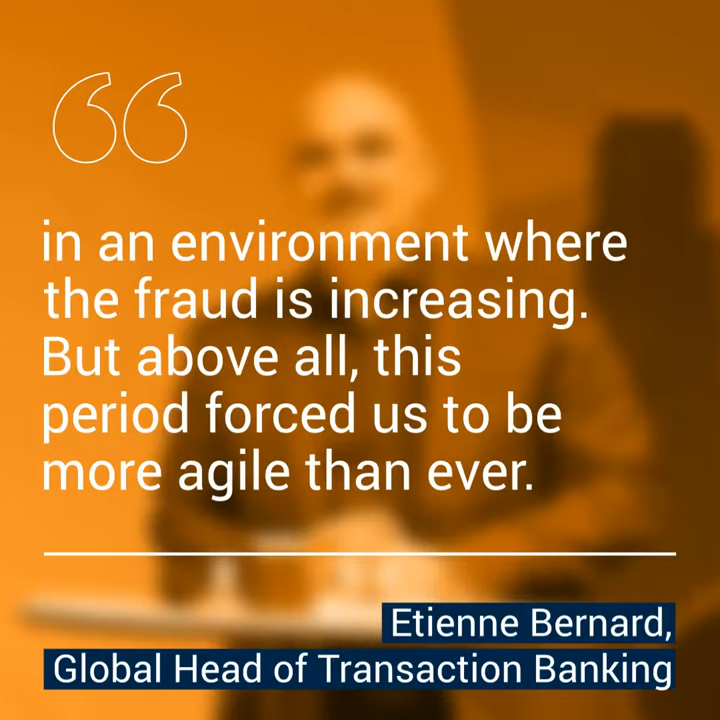 “
in an environment where
the fraud is increasing.
But above all, this
period forced us to be
more agile than ever.
Etienne Bernard,
Global Head of Transaction Banking